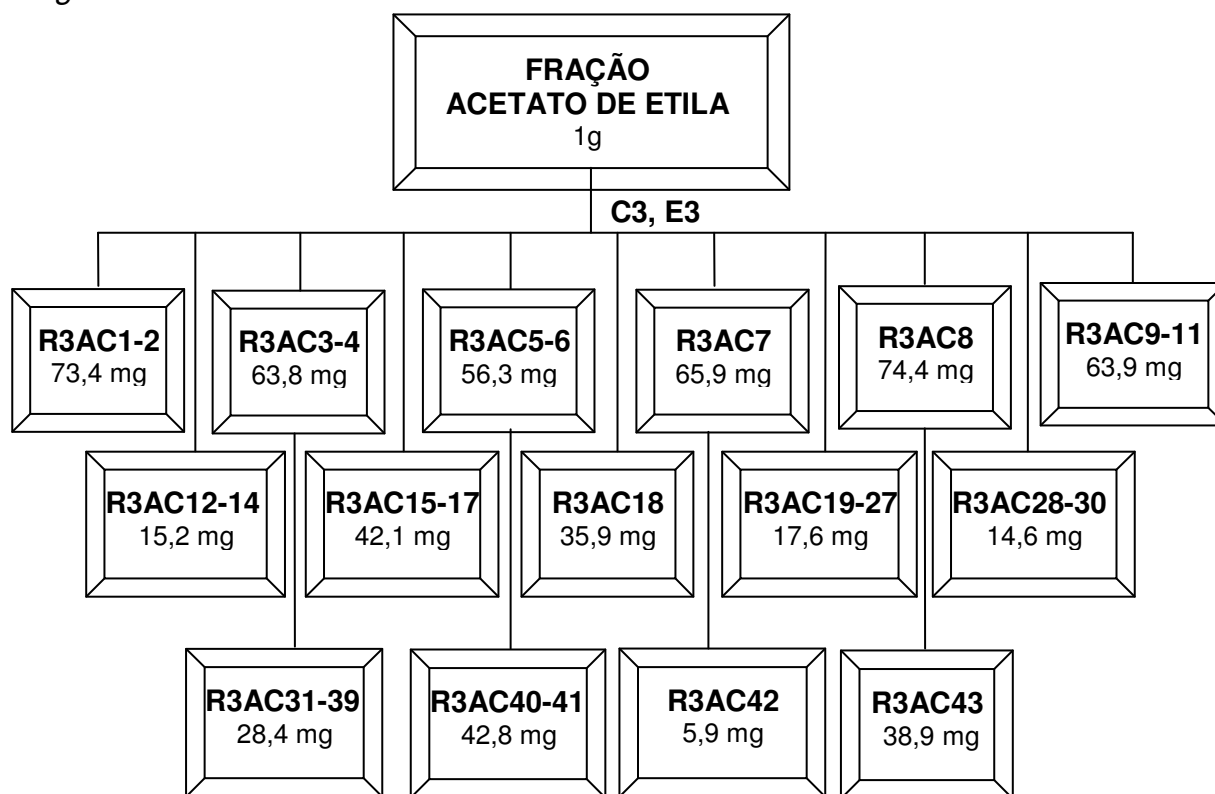 FRAÇÃO
ACETATO DE ETILA
1g
C3, E3
R3AC1-2
73,4 mg
R3AC3-4
63,8 mg
R3AC5-6
56,3 mg
R3AC7
65,9 mg
R3AC8
74,4 mg
R3AC9-11
63,9 mg
R3AC12-14
15,2 mg
R3AC15-17
42,1 mg
R3AC18
35,9 mg
R3AC19-27
17,6 mg
R3AC28-30
14,6 mg
R3AC31-39
28,4 mg
R3AC40-41
42,8 mg
R3AC42
5,9 mg
R3AC43
38,9 mg